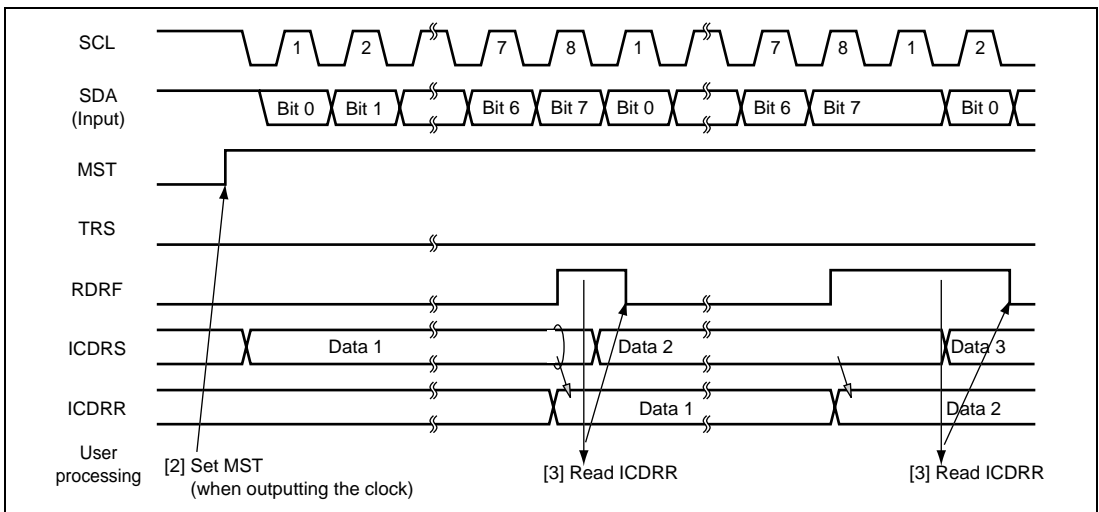 SCL 1 2 7 8 1 7 8 1 2
SDA
(Input) Bit 0 Bit 1 Bit 6 Bit 7 Bit 0 Bit 6 Bit 7 Bit 0
MST
TRS
RDRF
ICDRS Data 1 Data 2 Data 3
ICDRR Data 1 Data 2
User
processing
[2] Set MST
(when outputting the clock)
[3] Read ICDRR
[3] Read ICDRR